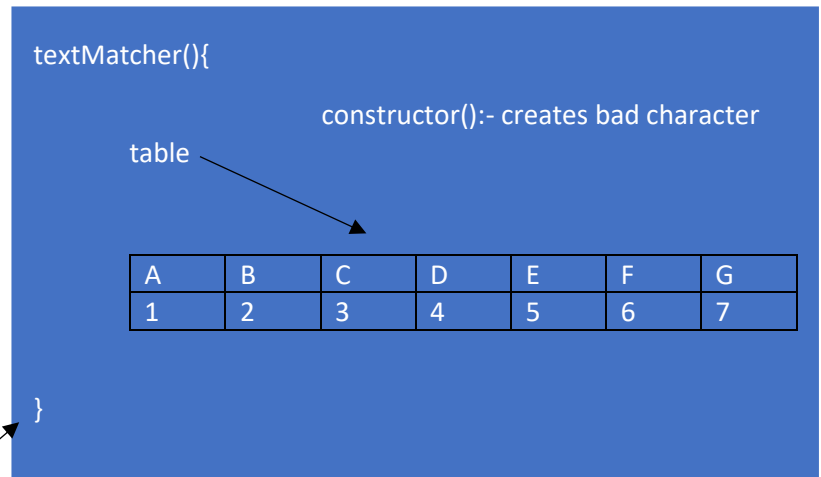 textMatcher(){
constructor():- creates bad character
table
A B C D E F G
1 2 3 4 5 6 7
}